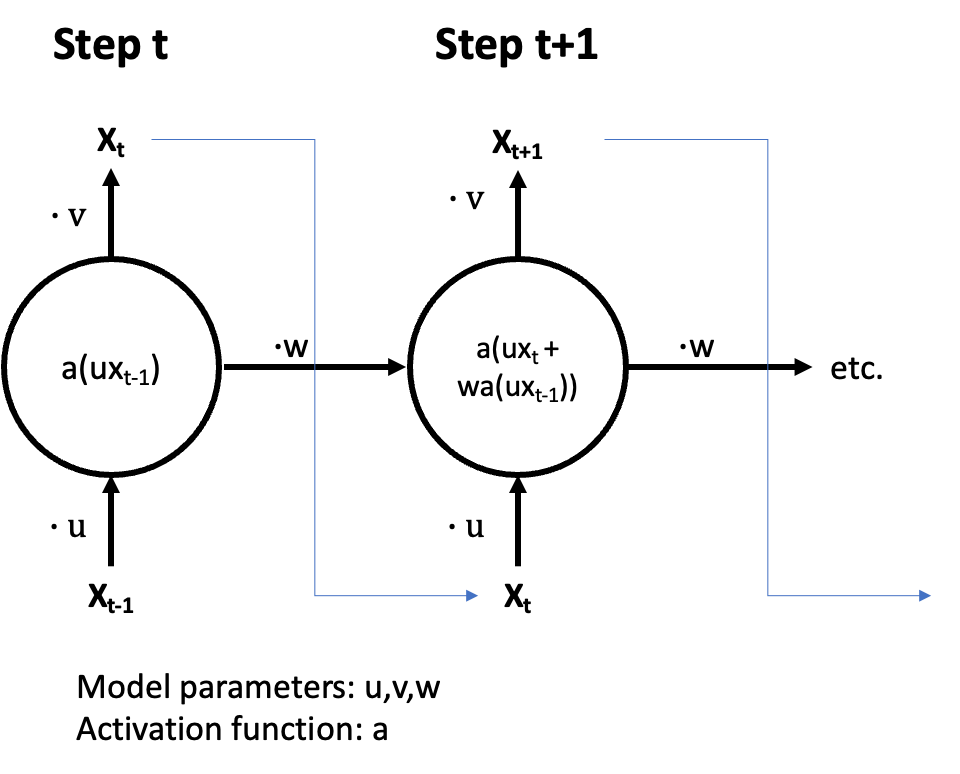 Step t
Step t+1
Xt
Xt+1
· v
· v
a(uxt-1)
·w
a(uxt +
wa(uxt-1))
·w
etc.
· u
· u
Xt-1
Xt
Model parameters: u,v,w
Activation function: a